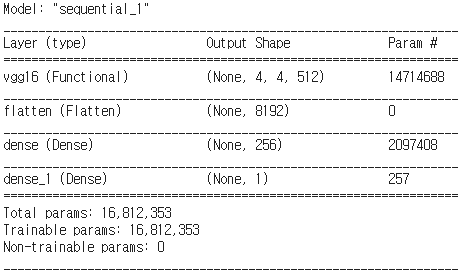 Model: "sequential_1"
Layer (type) Output Shape Param #
vgg16 (Functional) (None, 4, 4, 512) 14714688
flatten (Flatten) (None, 8192) 0
dense (Dense) (None, 256) 2097408
dense_1 (Dense) (None, 1) 257
Total params: 16,812,353
Trainable params: 16,812,353
Non-trainable params: 0